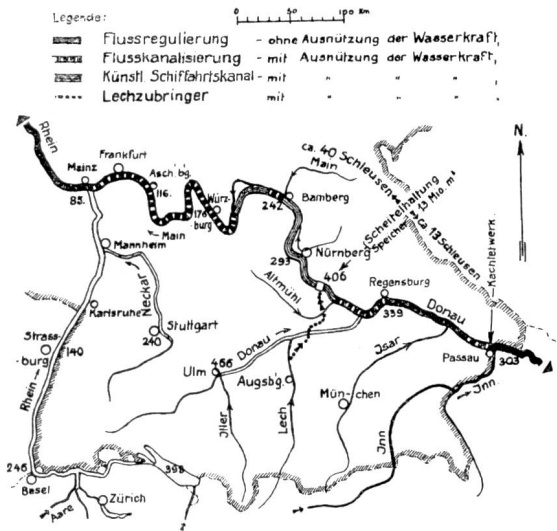 Legende:
0 50 100 Km
Flussregulierung - ohne Ausnützung der Wasserkraft,
Flusskanalisierung - mit Ausnützung der Wasserkraft,
Künstl. Schiffahrtskanal - mit " " "
Lechzubringer mit " " "
N.
Rhein
Frankfurt
Mainz
85.
Aschbg.
116.
Würz-
burg
176
Main
ca. 40 Schleusen
Main
242
Bamberg
(Scheitelhaltung
Speicher 13 Mio. m³
Ca 13 Schleusen
Kachletwerk.
Nürnberg
293
406
Altmühl
Regensburg
339
Donau
Passau
303
Mannheim
Neckar
Karlsruhe
Stuttgart
240
Strass-
burg
140
Rhein
Ulm
466
Donau
Augsb'g.
Isar
Mün-
chen
Iller
Lech
Inn
Inn.
246
Basel
Aare
Zürich
398